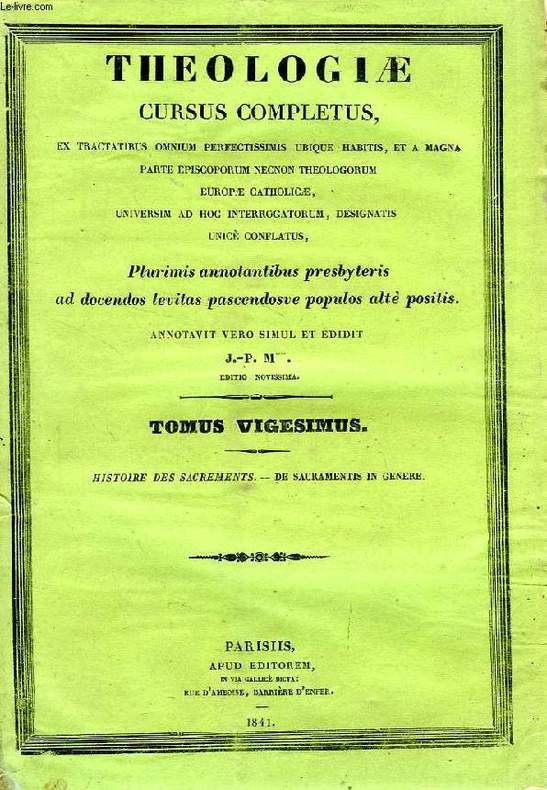 Le-livre.com
THEOLOGIÆ
CURSUS COMPLETUS,
EX TRACTATIBUS OMNIUM PERFECTISSIMIS UBIQUE HABITIS, ET A MAGNA
PARTE EPISCOPORUM NECNON THEOLOGORUM
EUROPÆ CATHOLICÆ,
UNIVERSIM AD HOC INTERROGATORUM, DESIGNATIS
UNICÈ CONFLATUS,
Plurimis annotantibus presbyteris
ad docendos levitas pascendosve populos altè positis.
ANNOTAVIT VERO SIMUL ET EDIDIT
J.-P. M***.
EDITIO NOVISSIMA.
TOMUS VIGESIMUS.
HISTOIRE DES SACREMENTS. — DE SACRAMENTIS IN GENERE.
PARISIIS,
APUD EDITOREM,
IN VIA GALLICÈ DICTA:
RUE D'AMBOISE, BARRIÈRE D'ENFER.
1841.